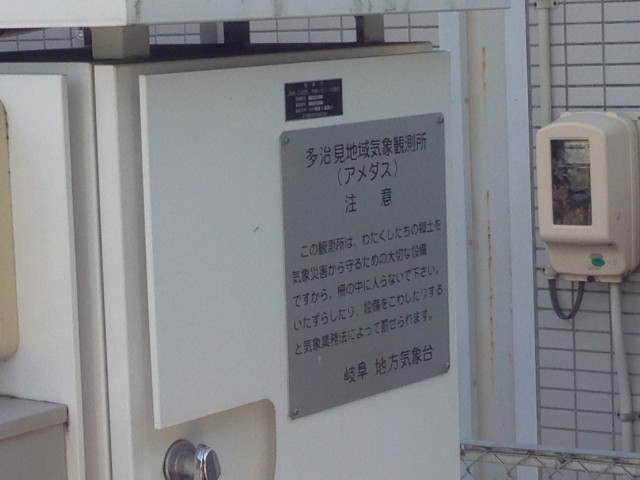 多治見地域気象観測所
(アメダス)
注 意
この観測所は、わたくしたちの郷土を
気象災害から守るための大切な設備
ですから、柵の中に入らないで下さい。
いたずらしたり、設備をこわしたりする
と気象業務法によって罰せられます。
岐阜 地方気象台